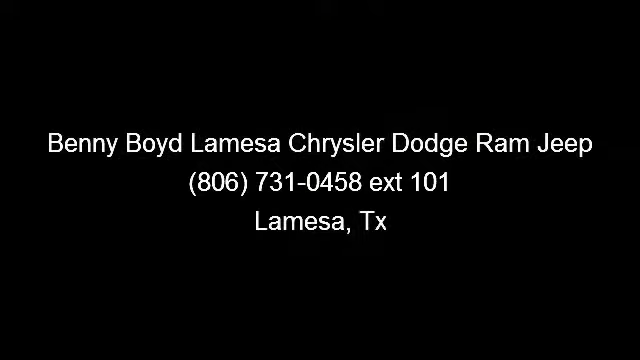 Benny Boyd Lamesa Chrysler Dodge Ram Jeep
(806) 731-0458 ext 101
Lamesa, Tx